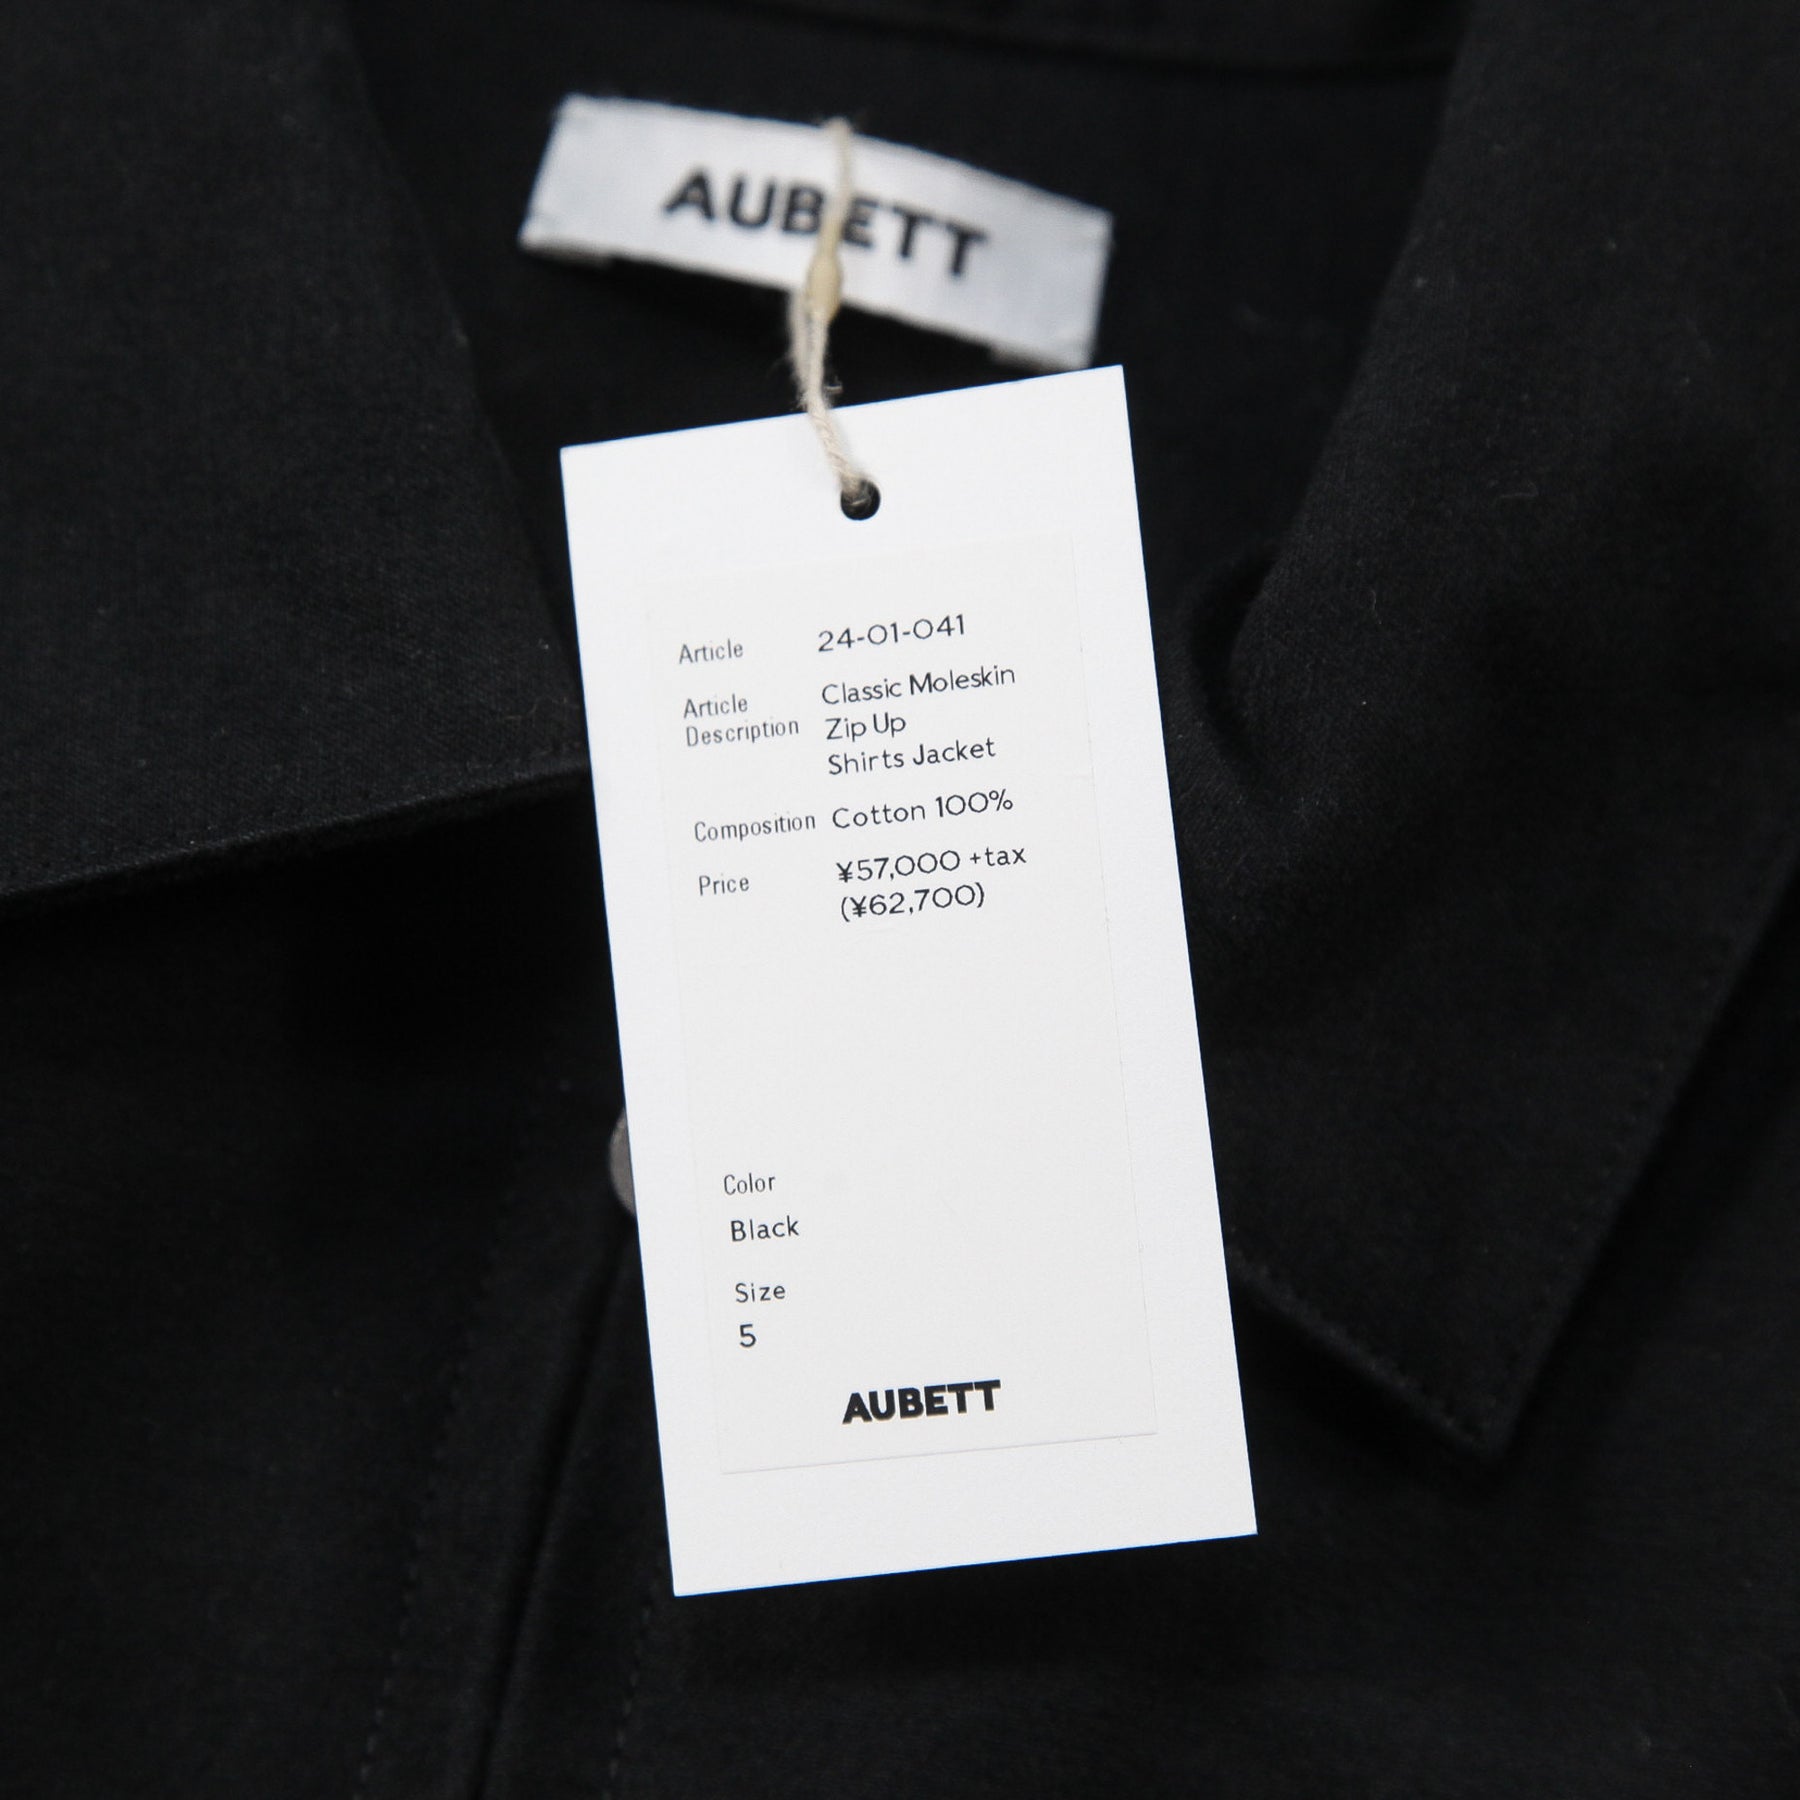 AUBETT
Article 24-01-041
Article Description Classic Moleskin
Zip Up
Shirts Jacket
Composition Cotton 100%
Price ¥57,000 +tax
(¥62,700)
Color
Black
Size
5
AUBETT